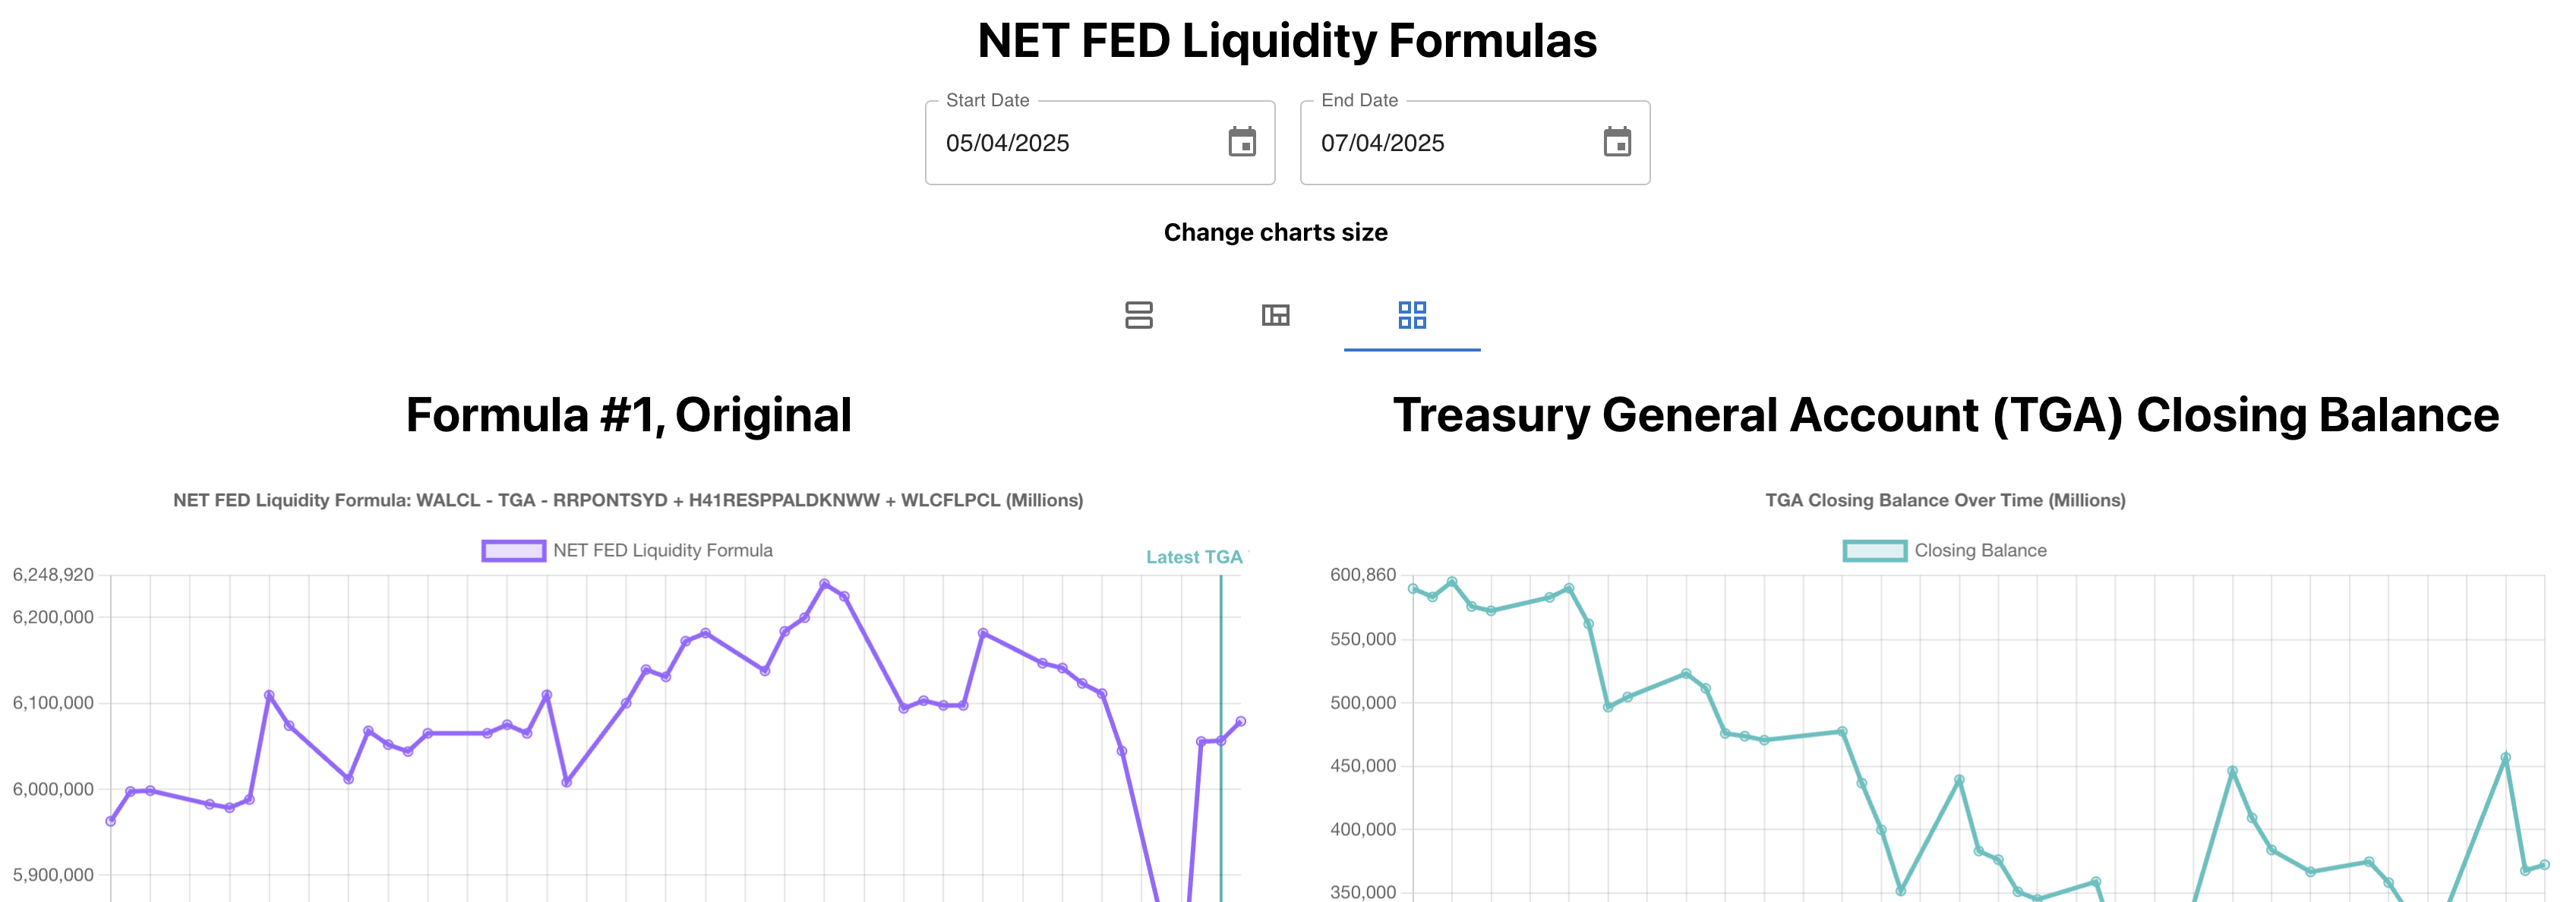 NET FED Liquidity Formulas
Start Date
05/04/2025
End Date
07/04/2025
Change charts size
Formula #1, Original
NET FED Liquidity Formula: WALCL - TGA - RRPONTSYD + H41RESPPALDKNWW + WLCFLPCL (Millions)
NET FED Liquidity Formula
Latest TGA
6,248,920
6,200,000
6,100,000
6,000,000
5,900,000
Treasury General Account (TGA) Closing Balance
TGA Closing Balance Over Time (Millions)
Closing Balance
600,860
550,000
500,000
450,000
400,000
350,000